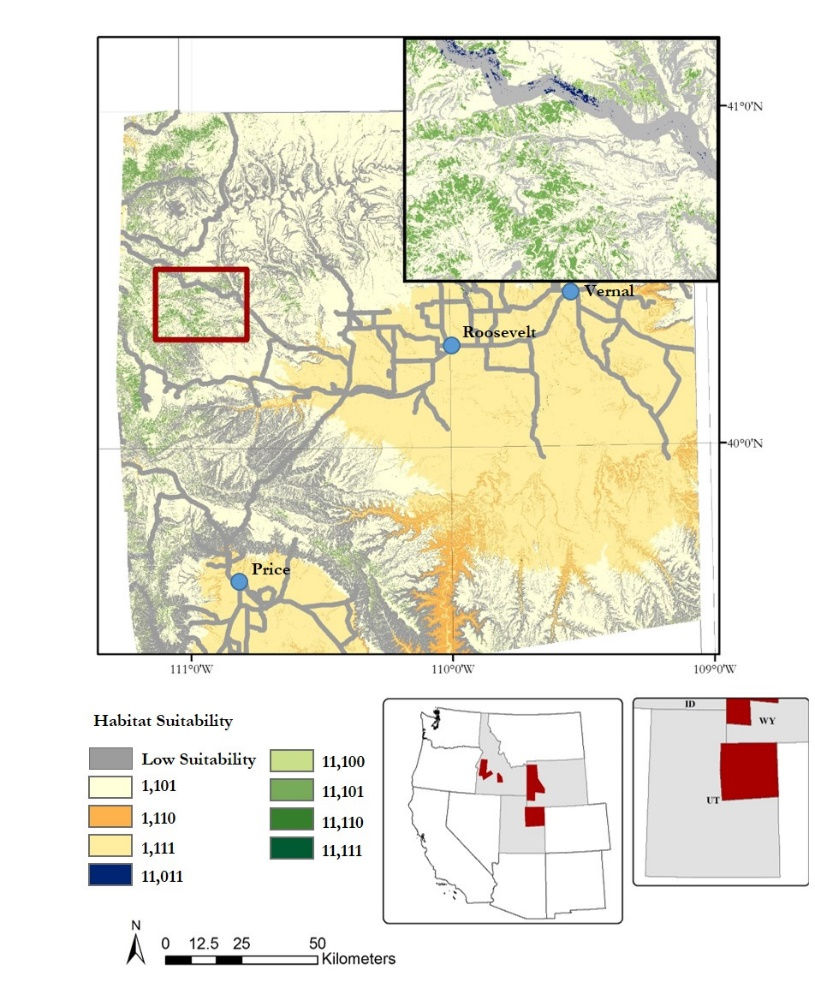 41°0'N
Vernal
Roosevelt
40°0'N
Price
111°0'W
110°0'W
109°0'W
Habitat Suitability
Low Suitability
1,101
1,110
1,111
11,011
11,100
11,101
11,110
11,111
ID
WY
UT
N
0 12.5 25 50
Kilometers